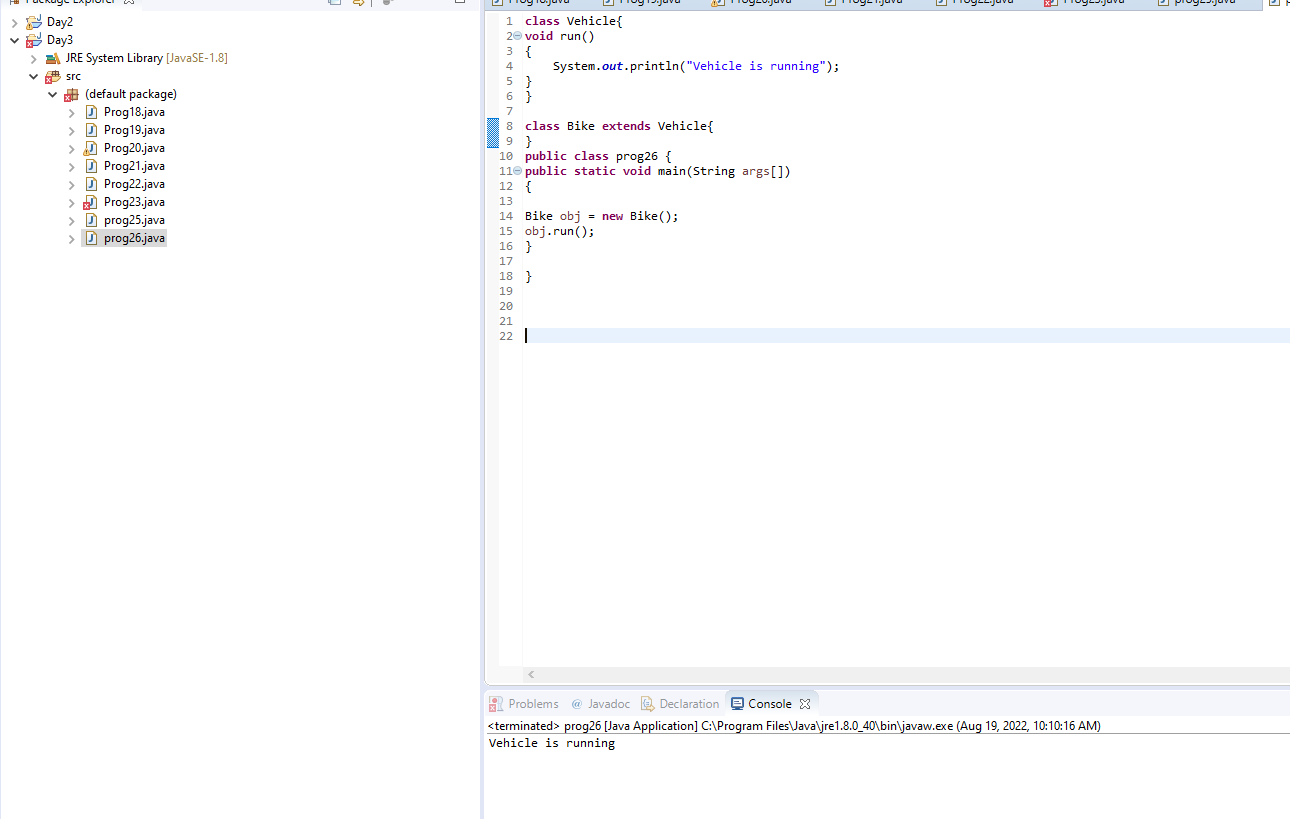 Package Explorer
Day2
Day3
JRE System Library [JavaSE-1.8]
src
(default package)
Prog18.java
Prog19.java
Prog20.java
Prog21.java
Prog22.java
Prog23.java
prog25.java
prog26.java
Prog18.java Prog19.java Prog20.java Prog21.java Prog22.java Prog23.java prog25.java
1 class Vehicle{
2 void run()
3 {
4 System.out.println("Vehicle is running");
5 }
6 }
7
8 class Bike extends Vehicle{
9 }
10 public class prog26 {
11 public static void main(String args[])
12 {
13
14 Bike obj = new Bike();
15 obj.run();
16 }
17
18 }
19
20
21
22
Problems @ Javadoc Declaration Console
<terminated> prog26 [Java Application] C:\Program Files\Java\jre1.8.0_40\bin\javaw.exe (Aug 19, 2022, 10:10:16 AM)
Vehicle is running